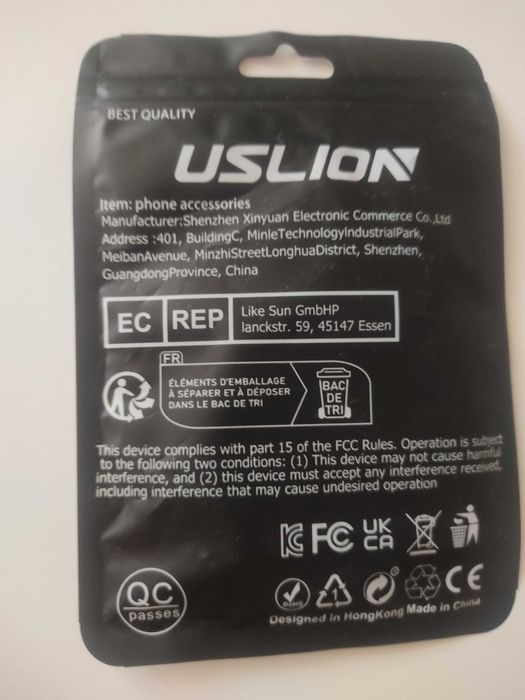 BEST QUALITY
USLION
Item: phone accessories
Manufacturer:Shenzhen Xinyuan Electronic Commerce Co.,Ltd
Address :401, BuildingC, MinleTechnologyIndustrialPark,
MeibanAvenue, MinzhiStreetLonghuaDistrict, Shenzhen,
GuangdongProvince, China
EC REP
Like Sun GmbHP
lanckstr. 59, 45147 Essen
FR
ÉLÉMENTS D'EMBALLAGE
À SÉPARER ET À DÉPOSER
DANS LE BAC DE TRI
BAC
DE
TRI
This device complies with part 15 of the FCC Rules. Operation is subject
to the following two conditions: (1) This device may not cause harmful
interference, and (2) this device must accept any interference received,
including interference that may cause undesired operation
FC UK
CA
QC
passes
RoHS
1
CE
Designed in HongKong Made in China